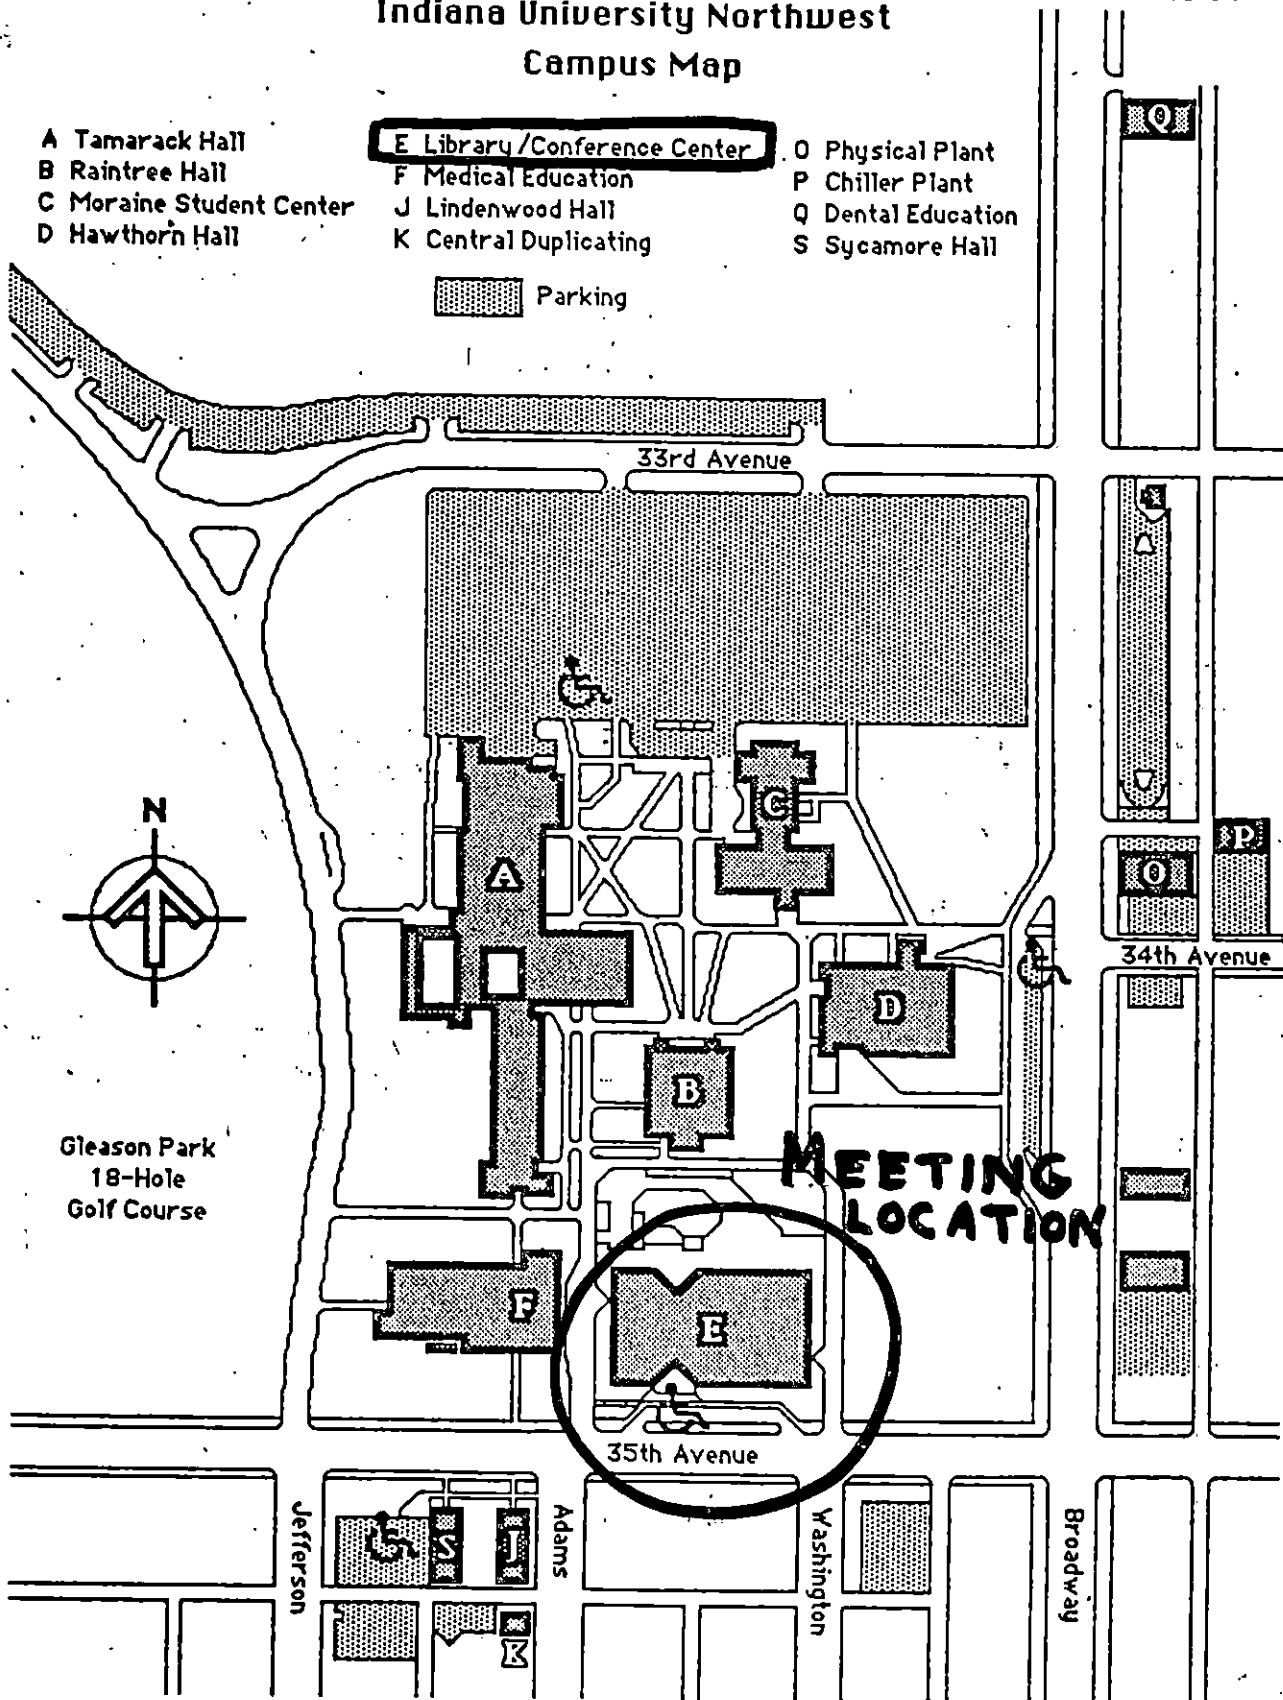 Indiana University Northwest
Campus Map
A Tamarack Hall
B Raintree Hall
C Moraine Student Center
D Hawthorn Hall
E Library/Conference Center
F Medical Education
J Lindenwood Hall
K Central Duplicating
O Physical Plant
P Chiller Plant
Q Dental Education
S Sycamore Hall
Parking
Q
33rd Avenue
C
N
A
P
O
34th Avenue
D
B
Gleason Park
18-Hole
Golf Course
MEETING
LOCATION
F
E
35th Avenue
Jefferson
S
J
Adams
Washington
Broadway
K